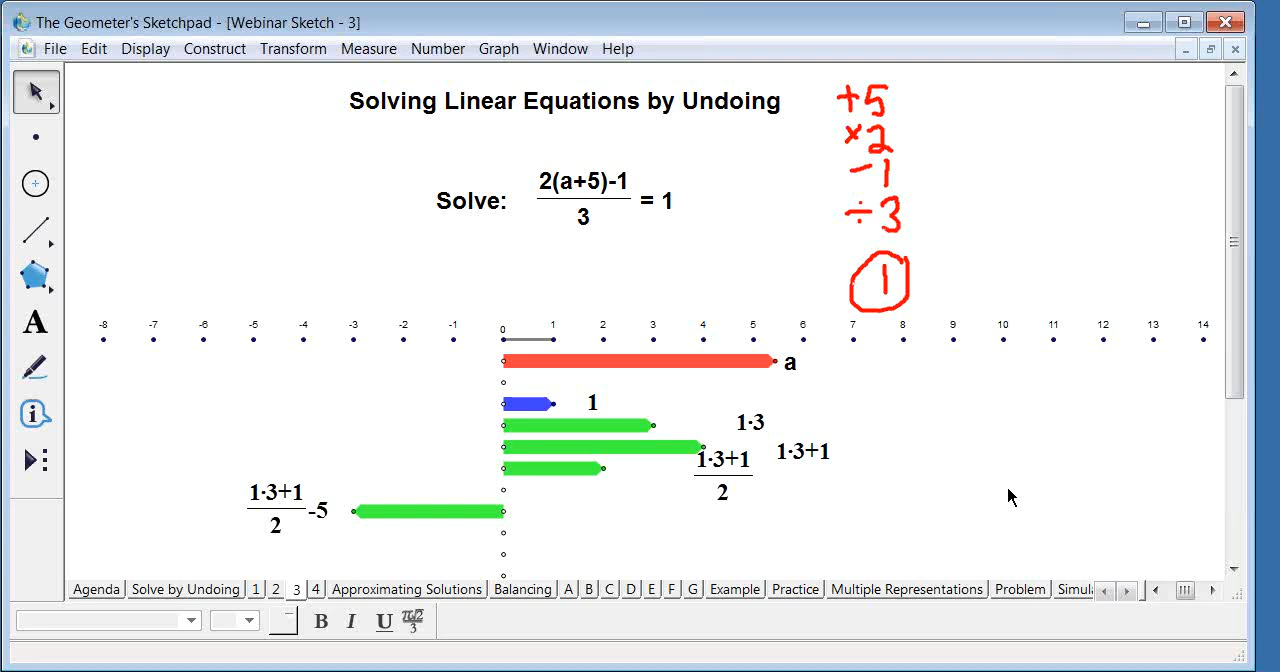 The Geometer's Sketchpad - [Webinar Sketch - 3]
File Edit Display Construct Transform Measure Number Graph Window Help
Solving Linear Equations by Undoing
+5
×2
-1
÷3
1
Solve: 2(a+5)-1
3
= 1
-8 -7 -6 -5 -4 -3 -2 -1 0 1 2 3 4 5 6 7 8 9 10 11 12 13 14
a
1
1·3
1·3+1
1·3+1
2
1·3+1
2
-5
A
Agenda Solve by Undoing 1 2 3 4 Approximating Solutions Balancing A B C D E F G Example Practice Multiple Representations Problem Simul
B I U